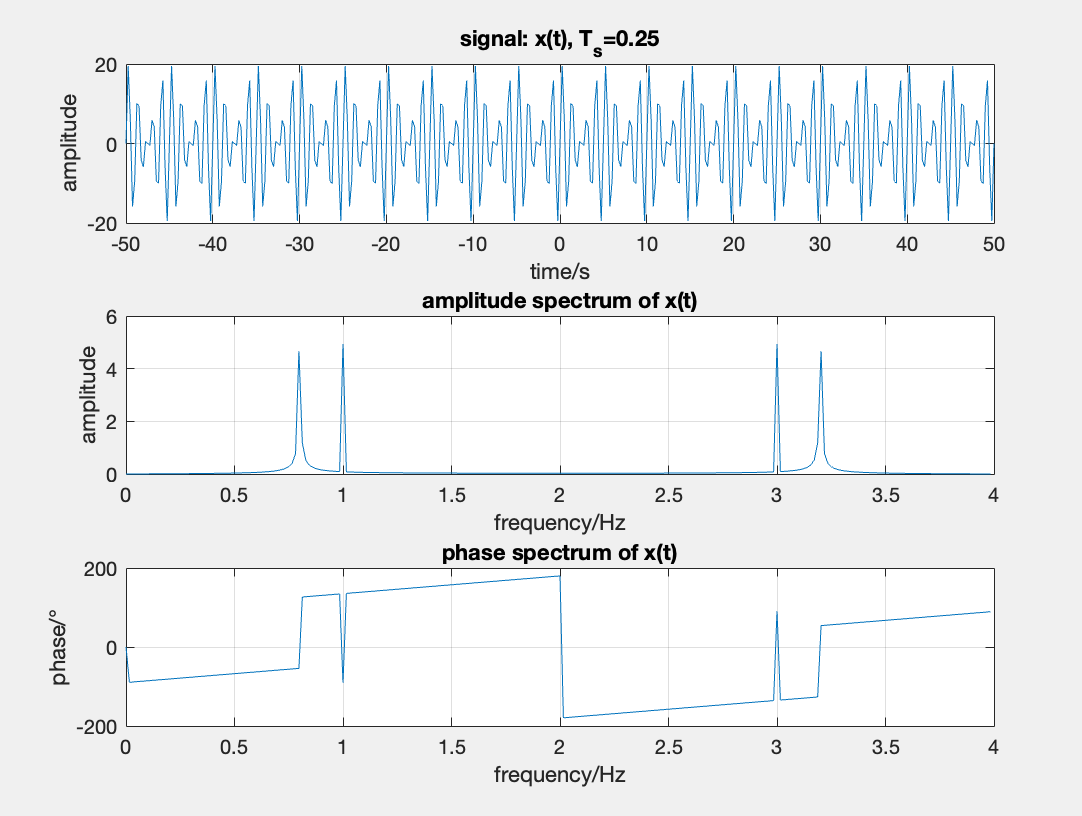 signal: x(t), Ts=0.25
20
0
-20
amplitude
-50 -40 -30 -20 -10 0 10 20 30 40 50
time/s
amplitude spectrum of x(t)
6
4
2
0
amplitude
0 0.5 1 1.5 2 2.5 3 3.5 4
frequency/Hz
phase spectrum of x(t)
200
0
-200
phase/°
0 0.5 1 1.5 2 2.5 3 3.5 4
frequency/Hz